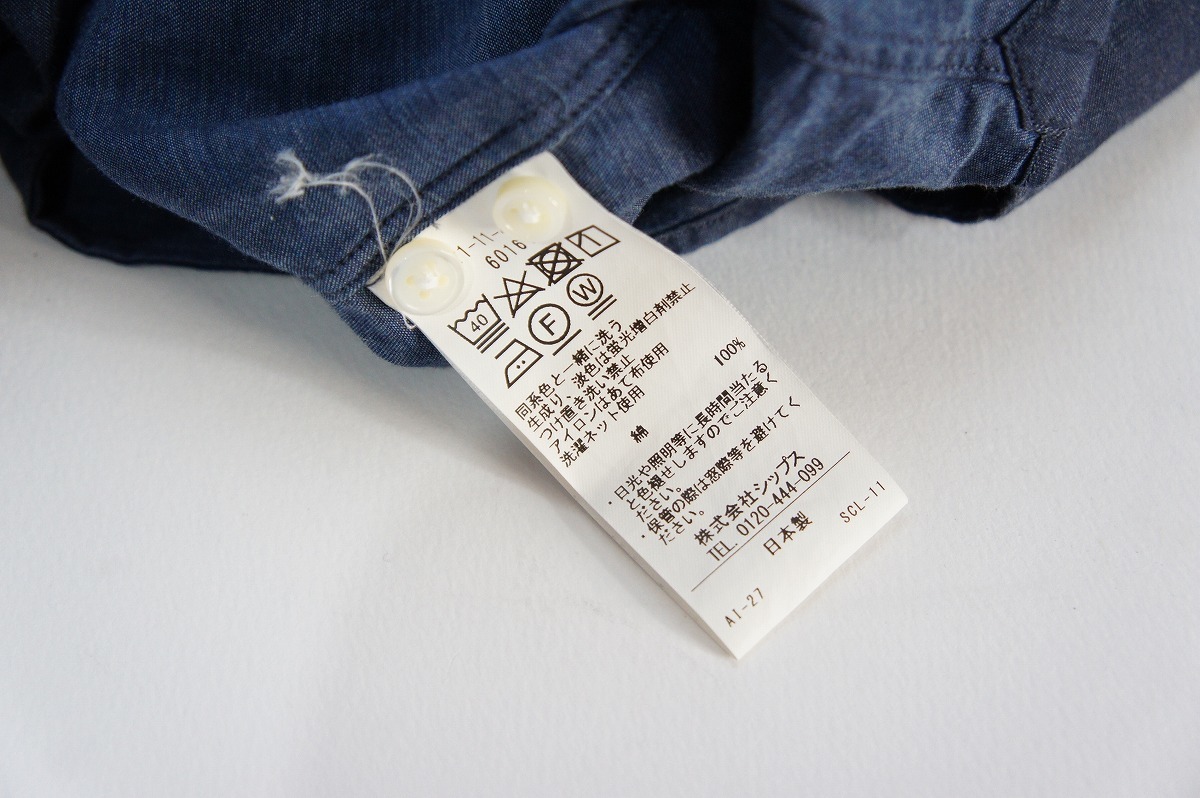 1-11-
6016
40
F
W
同系色と一緒に洗う
生成り、淡色は蛍光増白剤禁止
つけ置き洗い禁止
アイロンはあて布使用
洗濯ネット使用
綿 100%
・日光や照明等に長時間当たる
と色褪せしますのでご注意く
ださい。
・保管の際は窓際等を避けてく
ださい。
株式会社シップス
TEL. 0120-444-099
日本製
AI-27 SCL-11